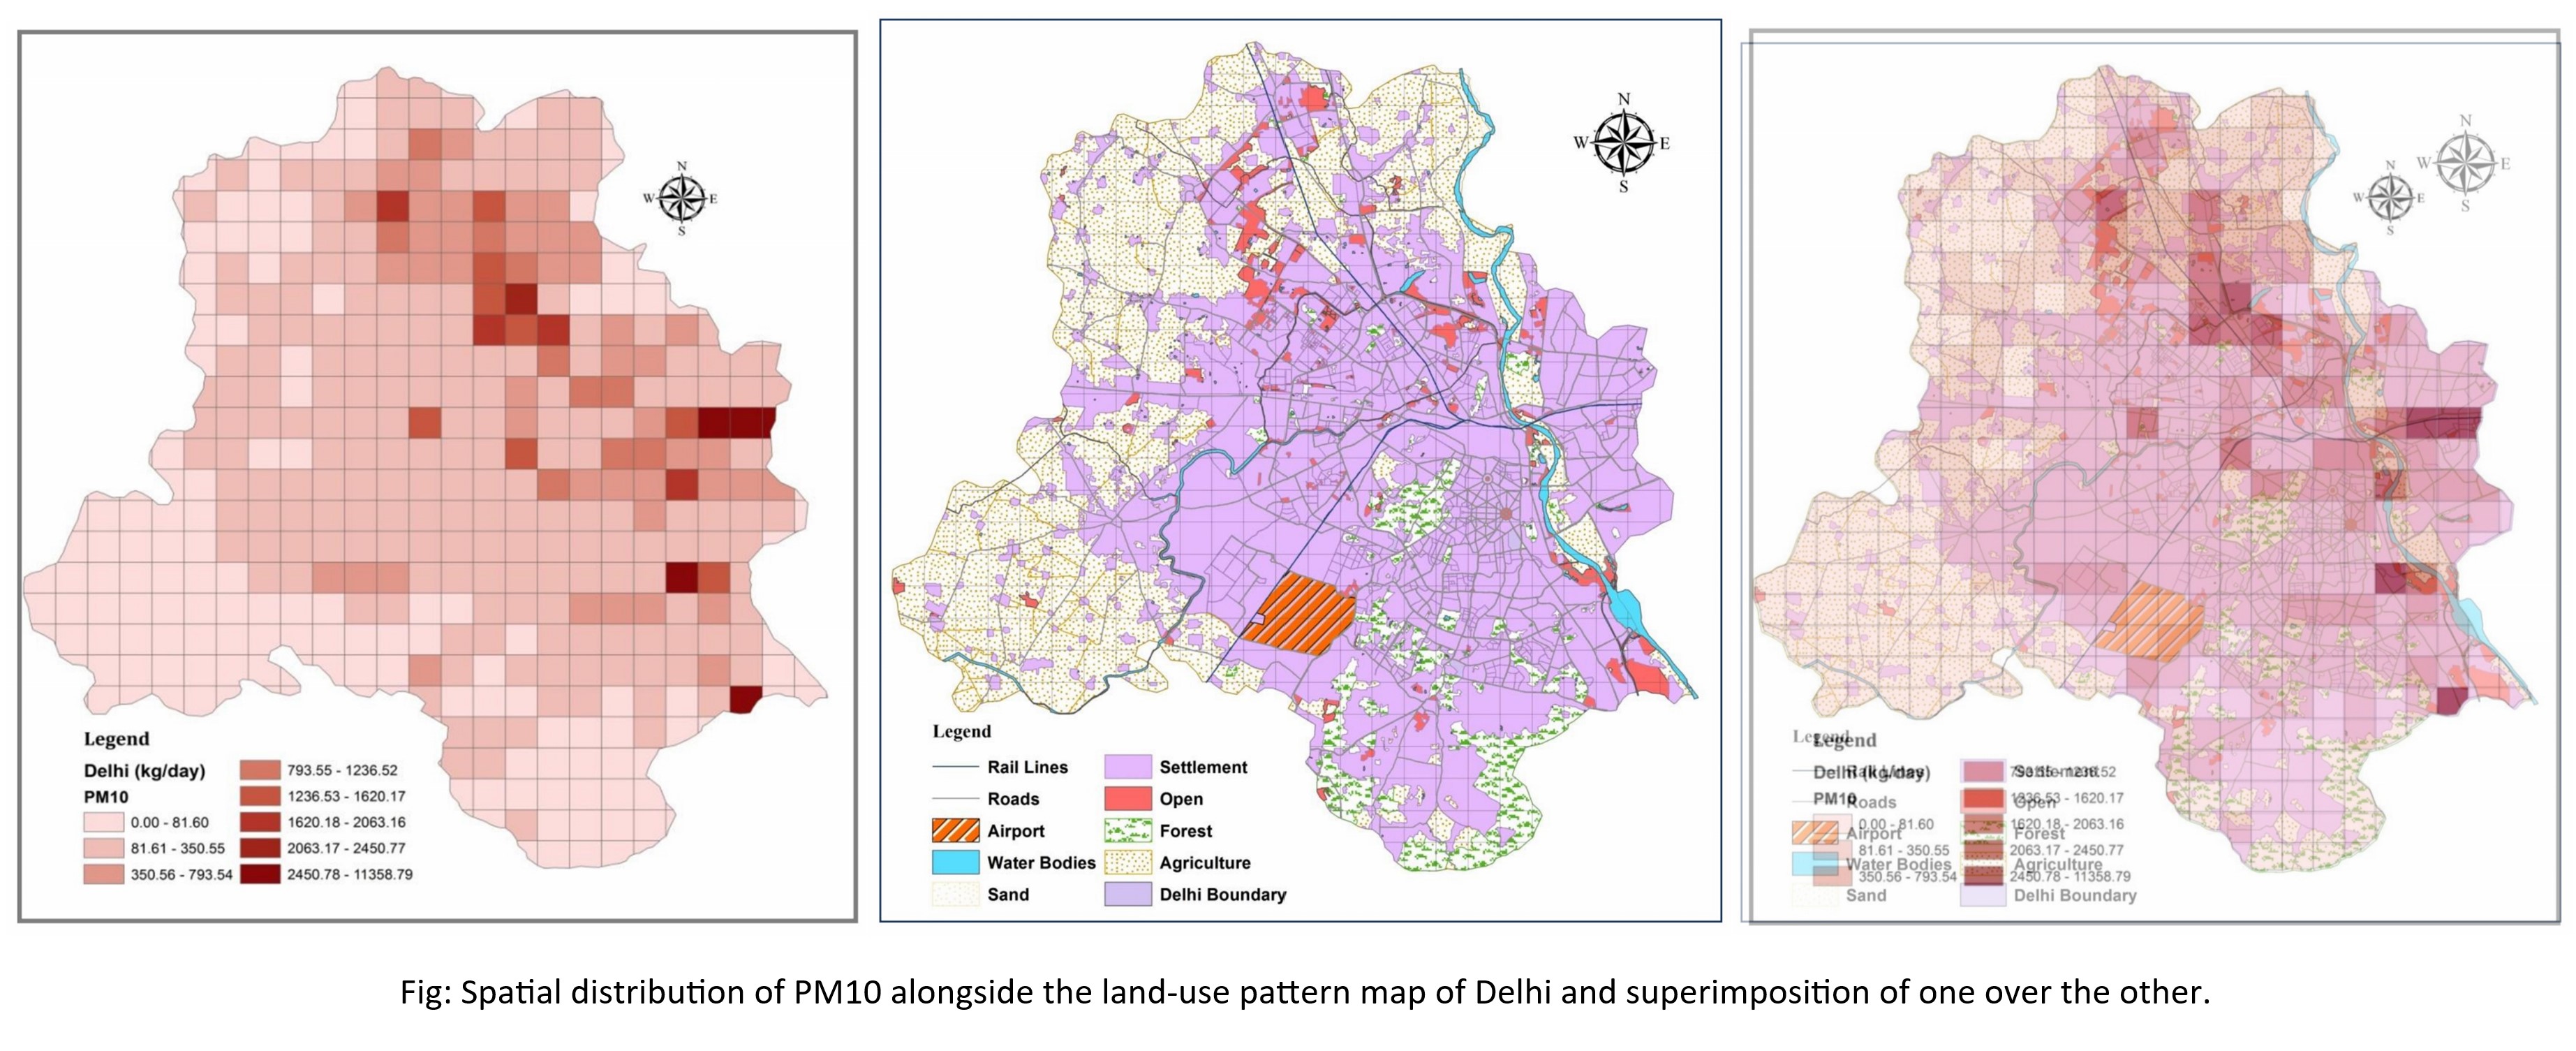 N
W E
S
Legend
Delhi (kg/day)
PM10
0.00 - 81.60
81.61 - 350.55
350.56 - 793.54
793.55 - 1236.52
1236.53 - 1620.17
1620.18 - 2063.16
2063.17 - 2450.77
2450.78 - 11358.79
N
W E
S
Legend
Rail Lines
Roads
Airport
Water Bodies
Sand
Settlement
Open
Forest
Agriculture
Delhi Boundary
N
W E
S
N
W E
S
Legend
Legend
Delhi (kg/day)
Rail Lines
PM10
Roads
0.00 - 81.60
Airport
81.61 - 350.55
Water Bodies
350.56 - 793.54
Sand
793.55 - 1236.52
Settlement
1236.53 - 1620.17
Open
1620.18 - 2063.16
Forest
2063.17 - 2450.77
Agriculture
2450.78 - 11358.79
Delhi Boundary
Fig: Spatial distribution of PM10 alongside the land-use pattern map of Delhi and superimposition of one over the other.